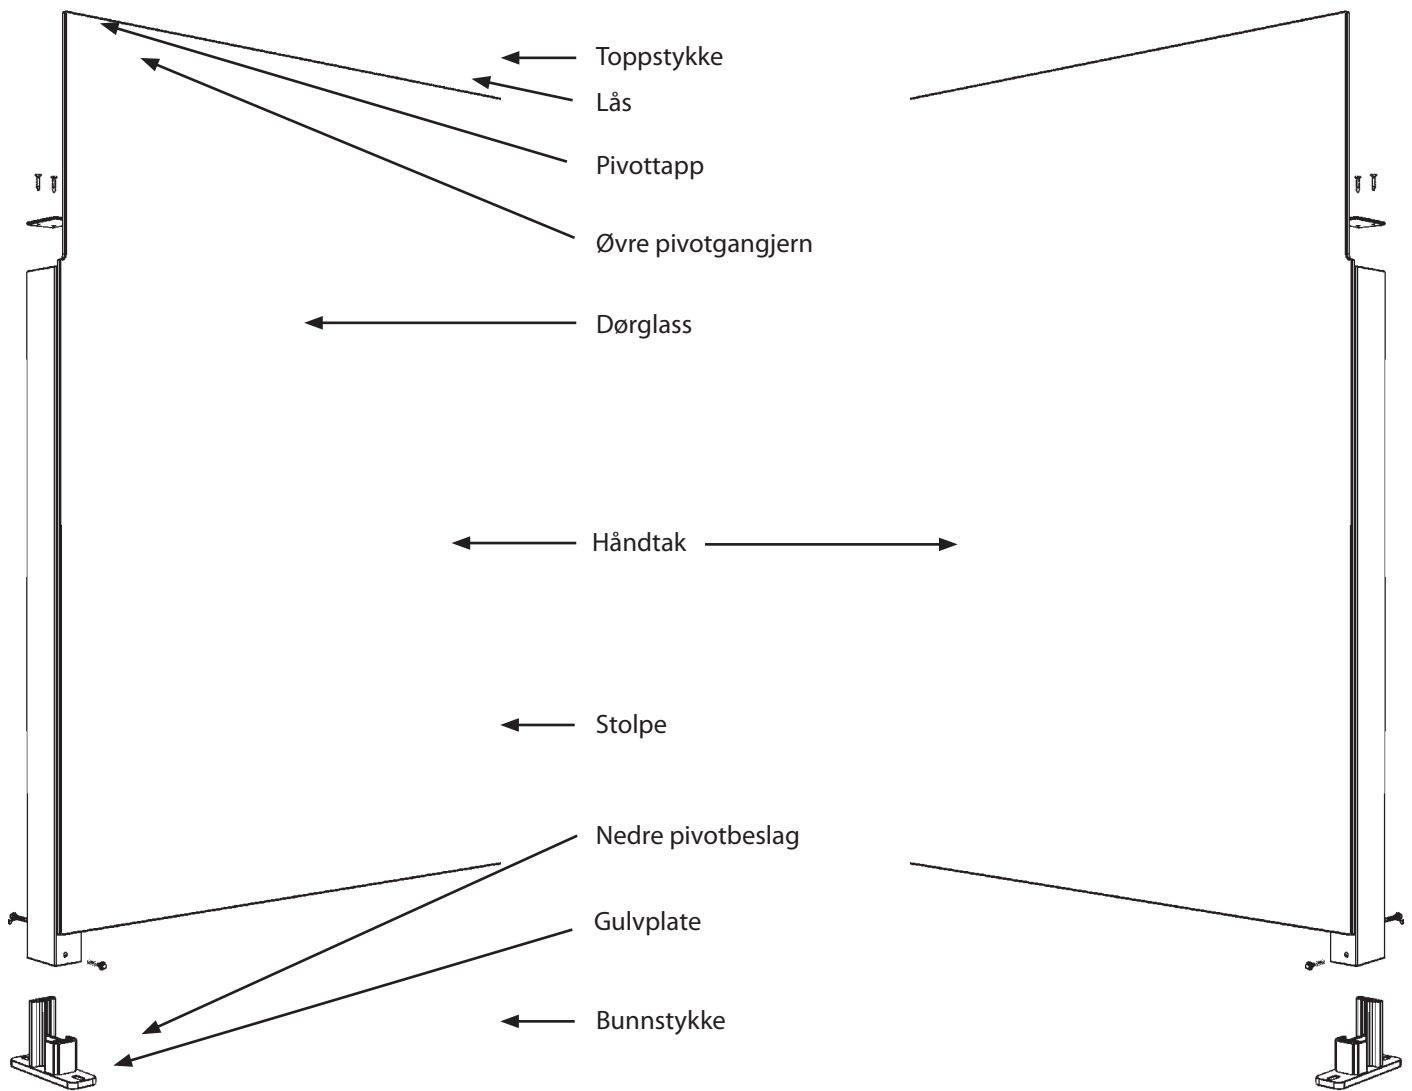 Toppstykke
Lås
Pivottapp
Øvre pivotgangjern
Dørglass
Håndtak
Stolpe
Nedre pivotbeslag
Gulvplate
Bunnstykke